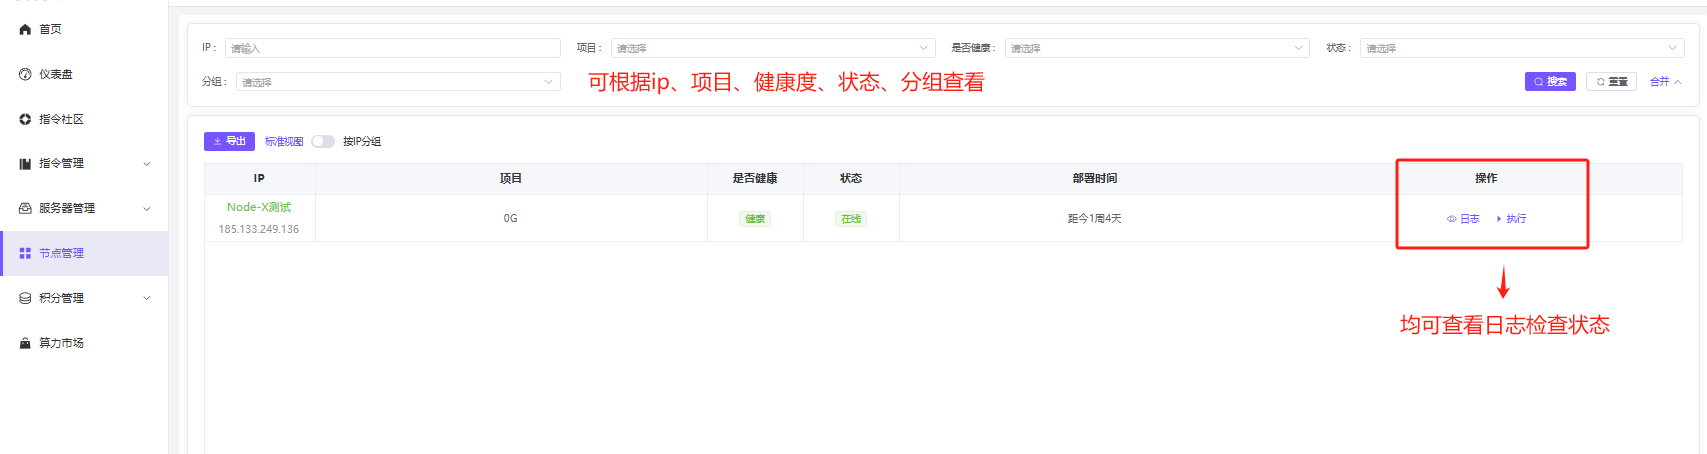 首页
仪表盘
指令社区
指令管理
服务器管理
节点管理
积分管理
算力市场
IP： 请输入 项目： 请选择 是否健康： 请选择 状态： 请选择
分组： 请选择 可根据ip、项目、健康度、状态、分组查看 搜索 重置 合并
导出 标准视图 按IP分组
IP 项目 是否健康 状态 部署时间 操作
Node-X测试
185.133.249.136 0G 健康 在线 距今1周4天 日志 执行
均可查看日志检查状态